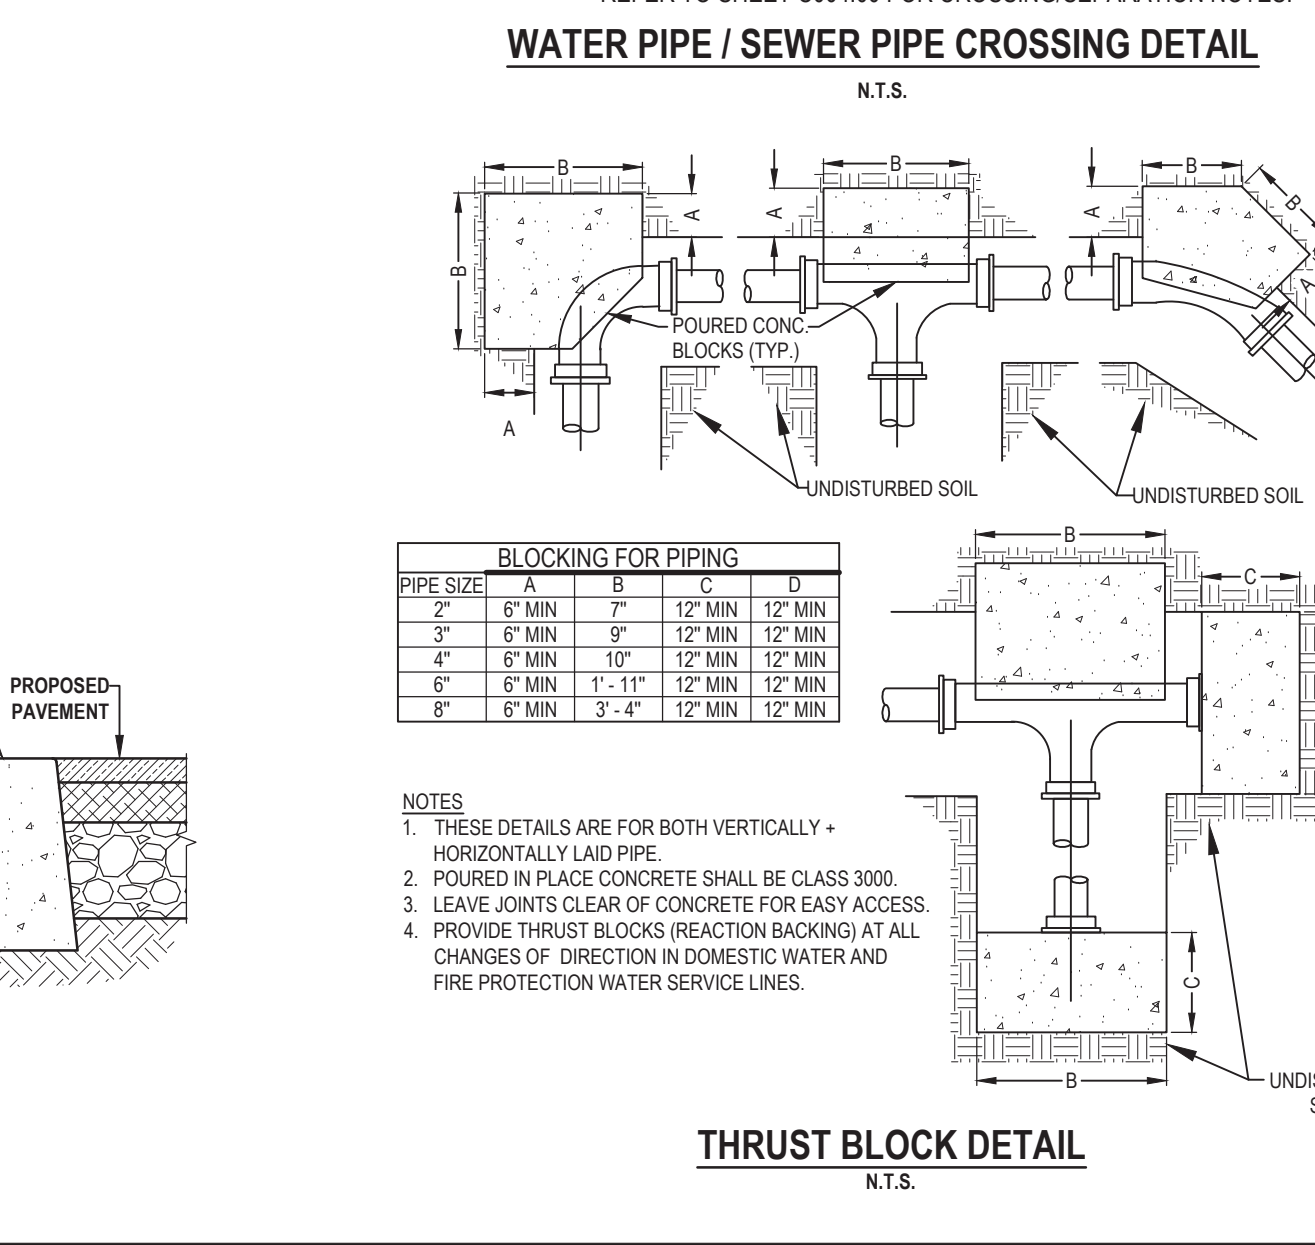 WATER PIPE / SEWER PIPE CROSSING DETAIL
N.T.S.
B
B
B
B
A
A
A
B
B
A
A
POURED CONC.
BLOCKS (TYP.)
UNDISTURBED SOIL
UNDISTURBED SOIL
BLOCKING FOR PIPING
PIPE SIZE A B C D
2" 6" MIN 7" 12" MIN 12" MIN
3" 6" MIN 9" 12" MIN 12" MIN
4" 6" MIN 10" 12" MIN 12" MIN
6" 6" MIN 1' - 11" 12" MIN 12" MIN
8" 6" MIN 3' - 4" 12" MIN 12" MIN
B
C
PROPOSED
PAVEMENT
NOTES
1. THESE DETAILS ARE FOR BOTH VERTICALLY +
HORIZONTALLY LAID PIPE.
2. POURED IN PLACE CONCRETE SHALL BE CLASS 3000.
3. LEAVE JOINTS CLEAR OF CONCRETE FOR EASY ACCESS.
4. PROVIDE THRUST BLOCKS (REACTION BACKING) AT ALL
CHANGES OF DIRECTION IN DOMESTIC WATER AND
FIRE PROTECTION WATER SERVICE LINES.
C
B
THRUST BLOCK DETAIL
N.T.S.